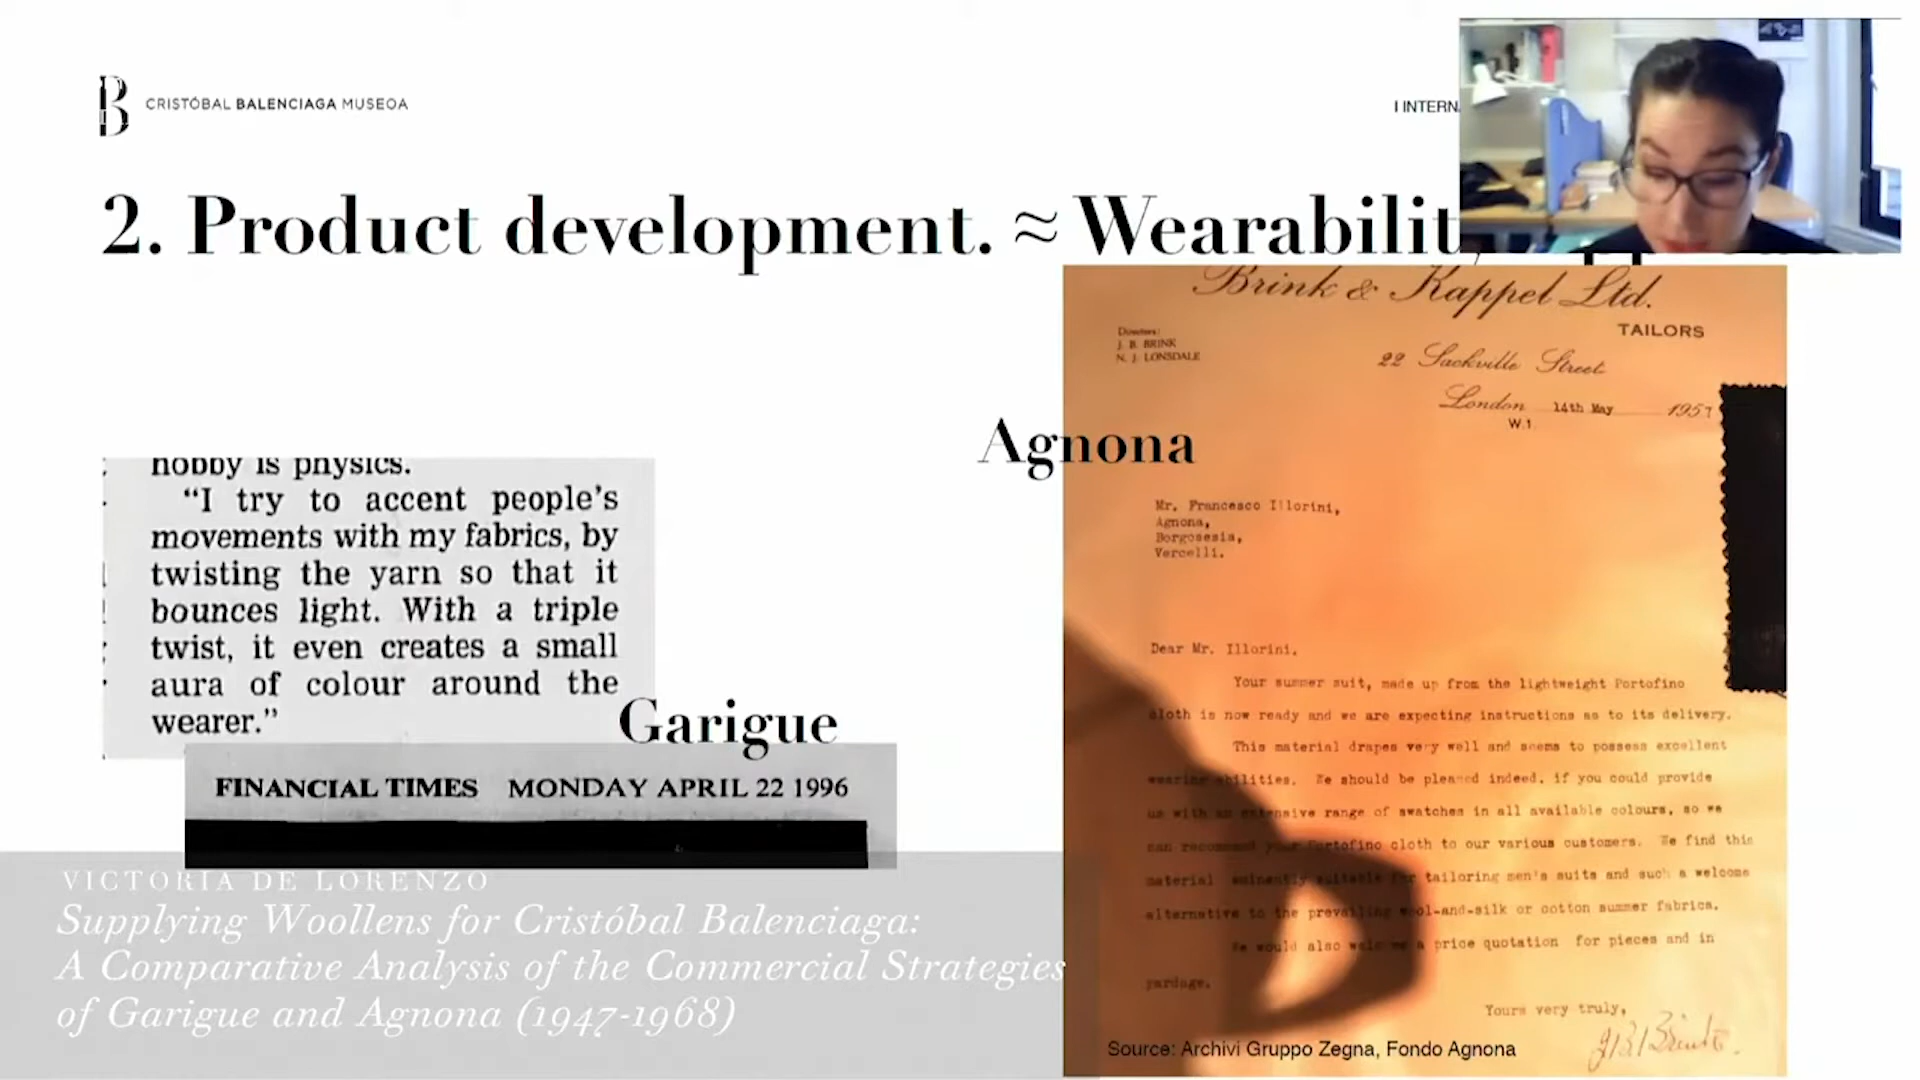 CRISTÓBAL BALENCIAGA MUSEOA
I INTERN
2. Product development. ≈ Wearabilit
Brink & Kappel Ltd.
TAILORS
Directors:
J. B. BRINK
N. J. LONSDALE
22 Sackville Street
London 14th May 1957
W.1
Agnona
Mr. Francesco Illorini,
Agnona,
Borgosesia,
Vercelli.
hobby is physics.
“I try to accent people’s
movements with my fabrics, by
twisting the yarn so that it
bounces light. With a triple
twist, it even creates a small
aura of colour around the
wearer.”
Garigue
FINANCIAL TIMES MONDAY APRIL 22 1996
Dear Mr. Illorini,
Your summer suit, made up from the lightweight Portofino
cloth is now ready and we are expecting instructions as to its delivery.
This material drapes very well and seems to possess excellent
wearing abilities. We should be pleased indeed, if you could provide
us with an extensive range of swatches in all available colours, so we
can recommend your Portofino cloth to our various customers. We find this
material eminently suitable for tailoring men's suits and such a welcome
alternative to the prevailing wool-and-silk or cotton summer fabrics.
We would also welcome a price quotation for pieces and in
yardage.
Yours very truly,
Source: Archivi Gruppo Zegna, Fondo Agnona
VICTORIA DE LORENZO
Supplying Woollens for Cristóbal Balenciaga:
A Comparative Analysis of the Commercial Strategies
of Garigue and Agnona (1947-1968)